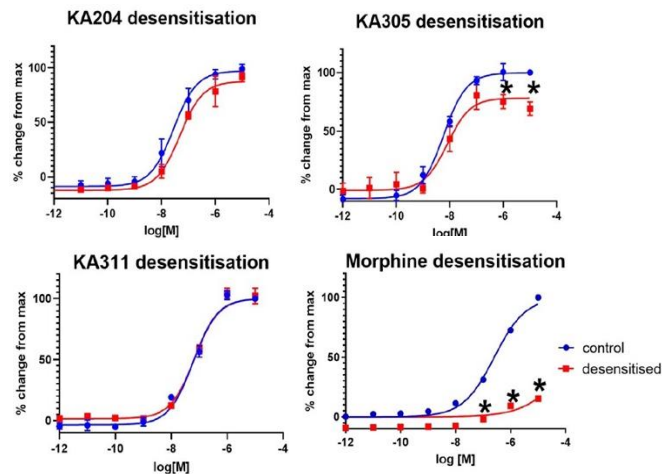 KA204 desensitisation
% change from max
100
50
0
-12
-10
-8
-6
-4
log[M]
KA305 desensitisation
% change from max
100
50
0
-12
-10
-8
-6
-4
log[M]
* *
KA311 desensitisation
% change from max
100
50
0
-12
-10
-8
-6
-4
log[M]
Morphine desensitisation
% change from max
100
50
0
-12
-10
-8
-6
-4
log[M]
* * *
control
desensitised